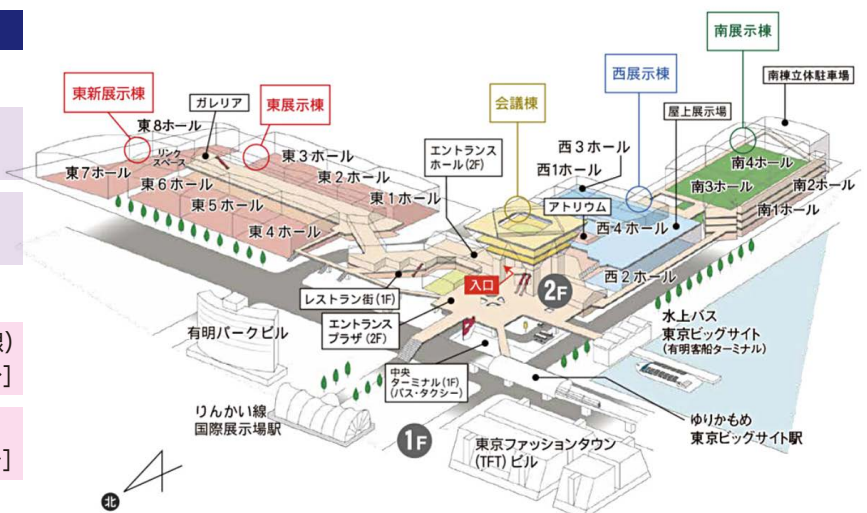 南展示棟
西展示棟
南棟立体駐車場
会議棟
東新展示棟
東展示棟
ガレリア
屋上展示場
東8ホール
リンク
スペース
東7ホール
東6ホール
東5ホール
東4ホール
東3ホール
東2ホール
東1ホール
エントランス
ホール(2F)
西3ホール
西1ホール
アトリウム
西4ホール
西2ホール
南4ホール
南3ホール
南2ホール
南1ホール
入口
2F
レストラン街(1F)
エントランス
プラザ(2F)
有明パークビル
水上バス
東京ビッグサイト
(有明客船ターミナル)
中央
ターミナル(1F)
(バス・タクシー)
りんかい線
国際展示場駅
1F
東京ファッションタウン
(TFT)ビル
ゆりかもめ
東京ビッグサイト駅
北
線)
]
]